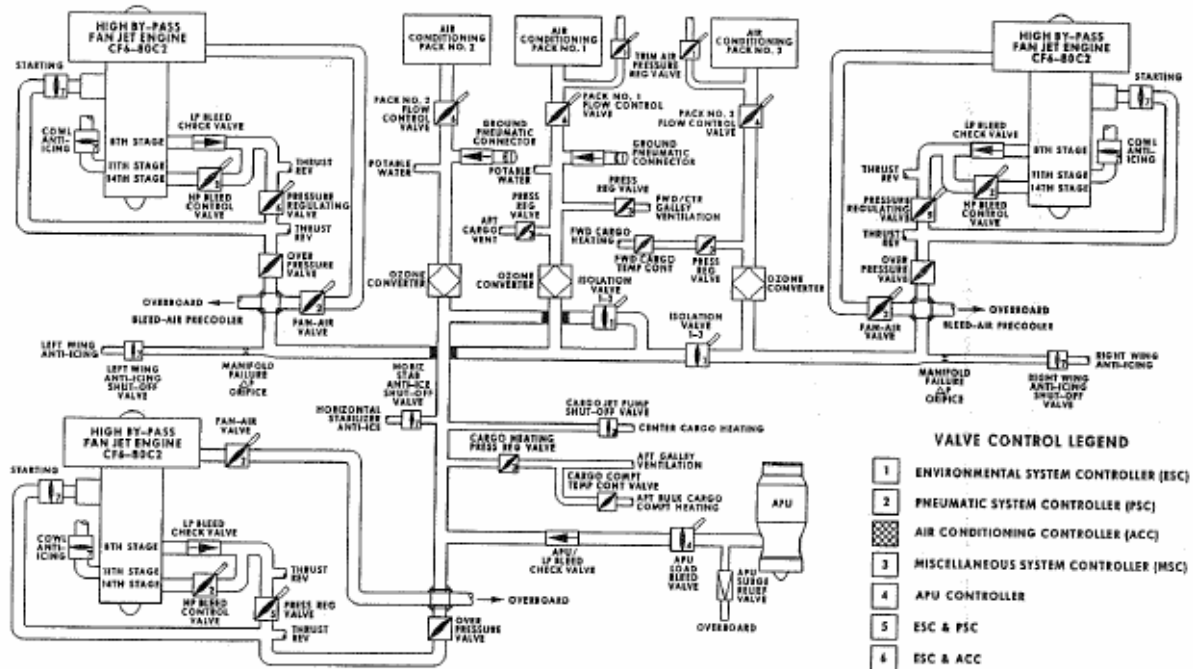 HIGH BY-PASS
FAN JET ENGINE
CF6-80C2
STARTING
COWL
ANTI-
ICING
8TH STAGE
11TH STAGE
14TH STAGE
LP BLEED
CHECK VALVE
HP BLEED
CONTROL
VALVE
THRUST
REV
PRESSURE
REGULATING
VALVE
THRUST
REV
OVER
PRESSURE
VALVE
OVERBOARD
BLEED-AIR PRECOOLER
FAN-AIR
VALVE
LEFT WING
ANTI-ICING
LEFT WING
ANTI-ICING
SHUT-OFF
VALVE
MANIFOLD
FAILURE
△P
ORIFICE
AIR
CONDITIONING
PACK NO. 2
AIR
CONDITIONING
PACK NO. 1
AIR
CONDITIONING
PACK NO. 3
TRIM AIR
PRESSURE
REG VALVE
PACK NO. 2
FLOW
CONTROL
VALVE
PACK NO. 1
FLOW CONTROL
VALVE
PACK NO. 3
FLOW CONTROL
VALVE
GROUND
PNEUMATIC
CONNECTOR
GROUND
PNEUMATIC
CONNECTOR
POTABLE
WATER
POTABLE
WATER
PRESS
REG VALVE
PRESS
REG
VALVE
FWD/CTR
GALLEY
VENTILATION
AFT
CARGO
VENT
FWD CARGO
HEATING
FWD CARGO
TEMP CONT
PRESS
REG
VALVE
OZONE
CONVERTER
OZONE
CONVERTER
OZONE
CONVERTER
ISOLATION
VALVE
1-2
ISOLATION
VALVE
1-3
HIGH BY-PASS
FAN JET ENGINE
CF6-80C2
STARTING
LP BLEED
CHECK VALVE
COWL
ANTI-
ICING
8TH STAGE
11TH STAGE
14TH STAGE
THRUST
REV
HP BLEED
CONTROL
VALVE
PRESSURE
REGULATING
VALVE
THRUST
REV
OVER
PRESSURE
VALVE
FAN-AIR
VALVE
OVERBOARD
BLEED-AIR PRECOOLER
RIGHT WING
ANTI-ICING
MANIFOLD
FAILURE
△P
ORIFICE
RIGHT WING
ANTI-ICING
SHUT-OFF
VALVE
HORIZ
STAB
ANTI-ICE
SHUT-OFF
VALVE
HORIZONTAL
STABILIZER
ANTI-ICE
CARGO JET PUMP
SHUT-OFF VALVE
CENTER CARGO HEATING
CARGO HEATING
PRESS REG VALVE
AFT GALLEY
VENTILATION
CARGO COMPT
TEMP CONT VALVE
AFT BULK CARGO
COMPT HEATING
APU/
LP BLEED
CHECK VALVE
APU
LOAD
BLEED
VALVE
APU
SURGE
RELIEF
VALVE
OVERBOARD
APU
HIGH BY-PASS
FAN JET ENGINE
CF6-80C2
FAN-AIR
VALVE
STARTING
COWL
ANTI-
ICING
8TH STAGE
11TH STAGE
14TH STAGE
LP BLEED
CHECK VALVE
HP BLEED
CONTROL
VALVE
THRUST
REV
PRESS REG
VALVE
THRUST
REV
OVERBOARD
OVER
PRESSURE
VALVE
VALVE CONTROL LEGEND
1 ENVIRONMENTAL SYSTEM CONTROLLER (ESC)
2 PNEUMATIC SYSTEM CONTROLLER (PSC)
AIR CONDITIONING CONTROLLER (ACC)
3 MISCELLANEOUS SYSTEM CONTROLLER (MSC)
4 APU CONTROLLER
5 ESC & PSC
6 ESC & ACC